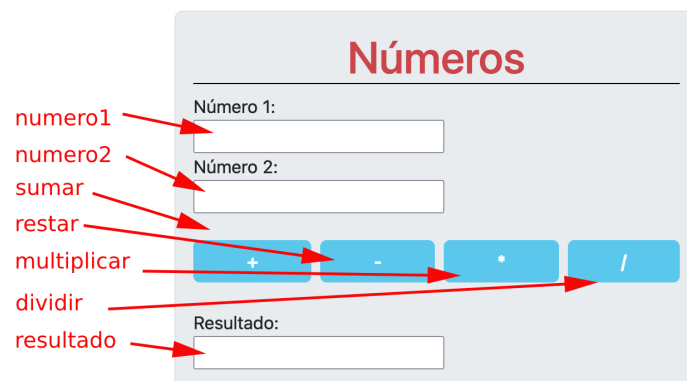 Números
Número 1:
numero1
numero2
Número 2:
sumar
restar
+ - * /
multiplicar
dividir
Resultado:
resultado